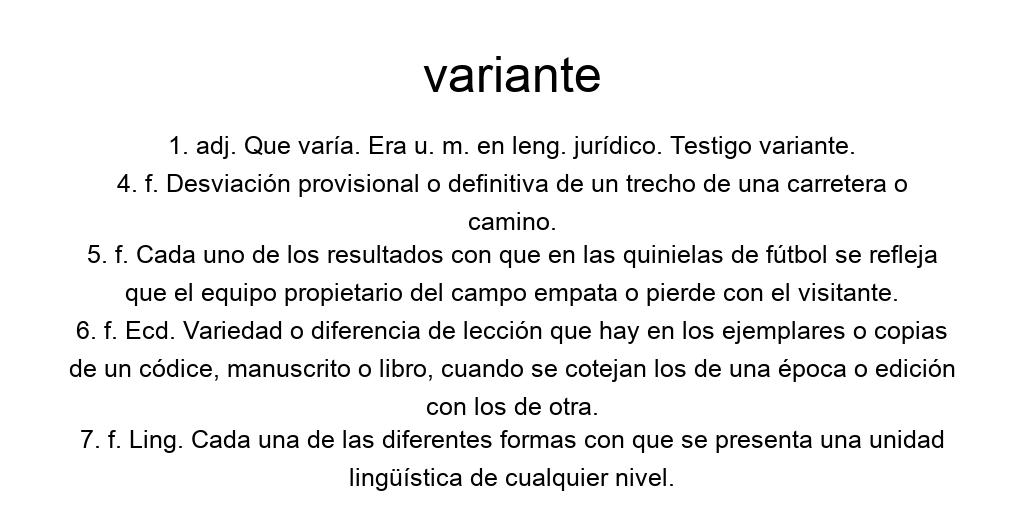 variante
1. adj. Que varía. Era u. m. en leng. jurídico. Testigo variante.
4. f. Desviación provisional o definitiva de un trecho de una carretera o
camino.
5. f. Cada uno de los resultados con que en las quinielas de fútbol se refleja
que el equipo propietario del campo empata o pierde con el visitante.
6. f. Ecd. Variedad o diferencia de lección que hay en los ejemplares o copias
de un códice, manuscrito o libro, cuando se cotejan los de una época o edición
con los de otra.
7. f. Ling. Cada una de las diferentes formas con que se presenta una unidad
lingüística de cualquier nivel.